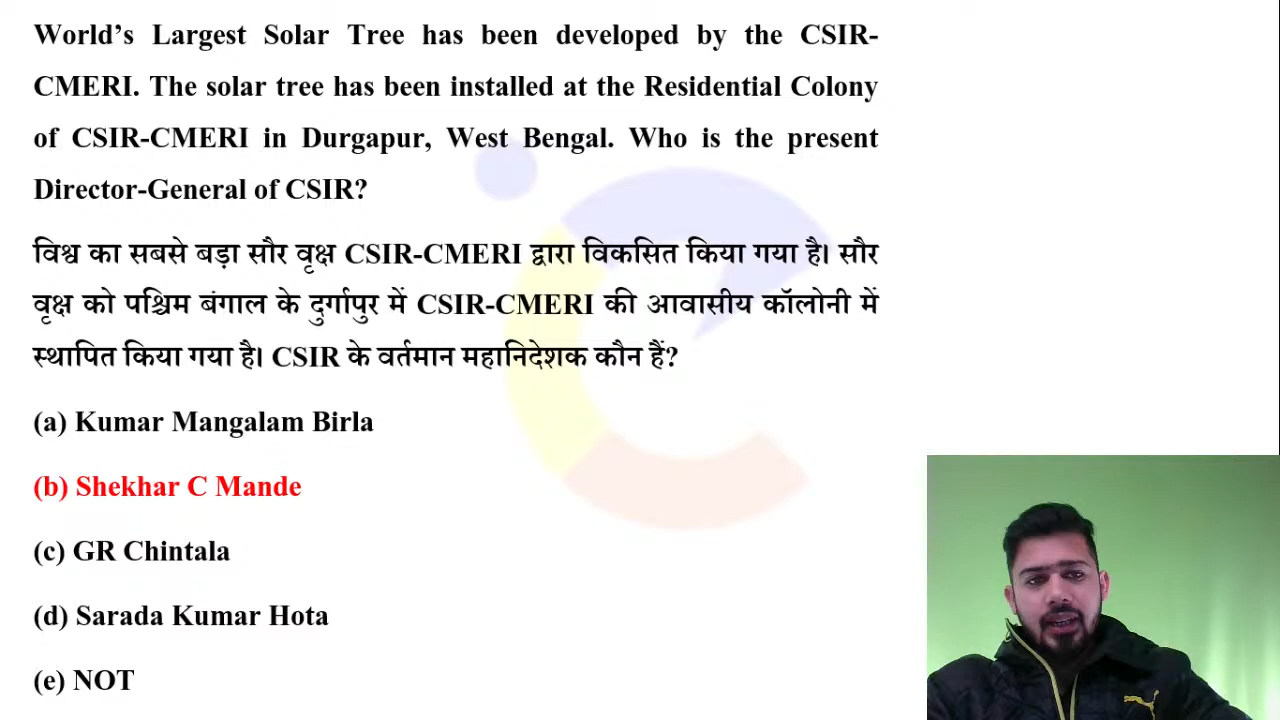 World’s Largest Solar Tree has been developed by the CSIR-
CMERI. The solar tree has been installed at the Residential Colony
of CSIR-CMERI in Durgapur, West Bengal. Who is the present
Director-General of CSIR?
विश्व का सबसे बड़ा सौर वृक्ष CSIR-CMERI द्वारा विकसित किया गया है। सौर
वृक्ष को पश्चिम बंगाल के दुर्गापुर में CSIR-CMERI की आवासीय कॉलोनी में
स्थापित किया गया है। CSIR के वर्तमान महानिदेशक कौन हैं?
(a) Kumar Mangalam Birla
(b) Shekhar C Mande
(c) GR Chintala
(d) Sarada Kumar Hota
(e) NOT